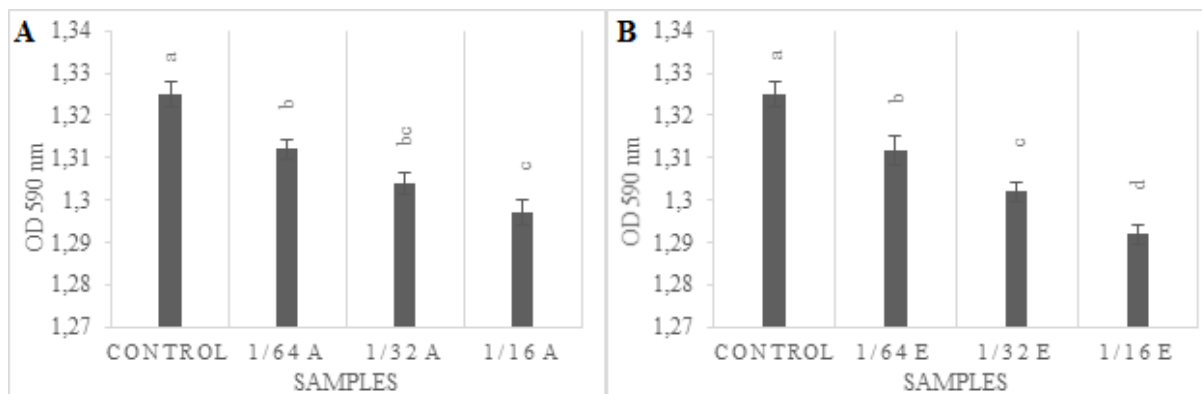 A
OD 590 nm
1,34
1,33
1,32
1,31
1,3
1,29
1,28
1,27
a
b
bc
c
CONTROL 1/64 A 1/32 A 1/16 A
SAMPLES
B
OD 590 nm
1,34
1,33
1,32
1,31
1,3
1,29
1,28
1,27
a
b
c
d
CONTROL 1/64 E 1/32 E 1/16 E
SAMPLES